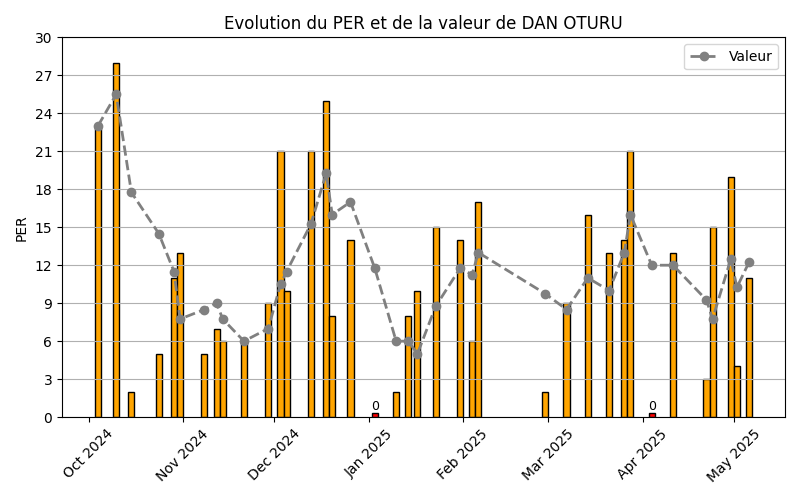 Evolution du PER et de la valeur de DAN OTURU
Valeur
30
27
24
21
18
15
12
9
6
3
0
PER
0
0
Oct 2024
Nov 2024
Dec 2024
Jan 2025
Feb 2025
Mar 2025
Apr 2025
May 2025